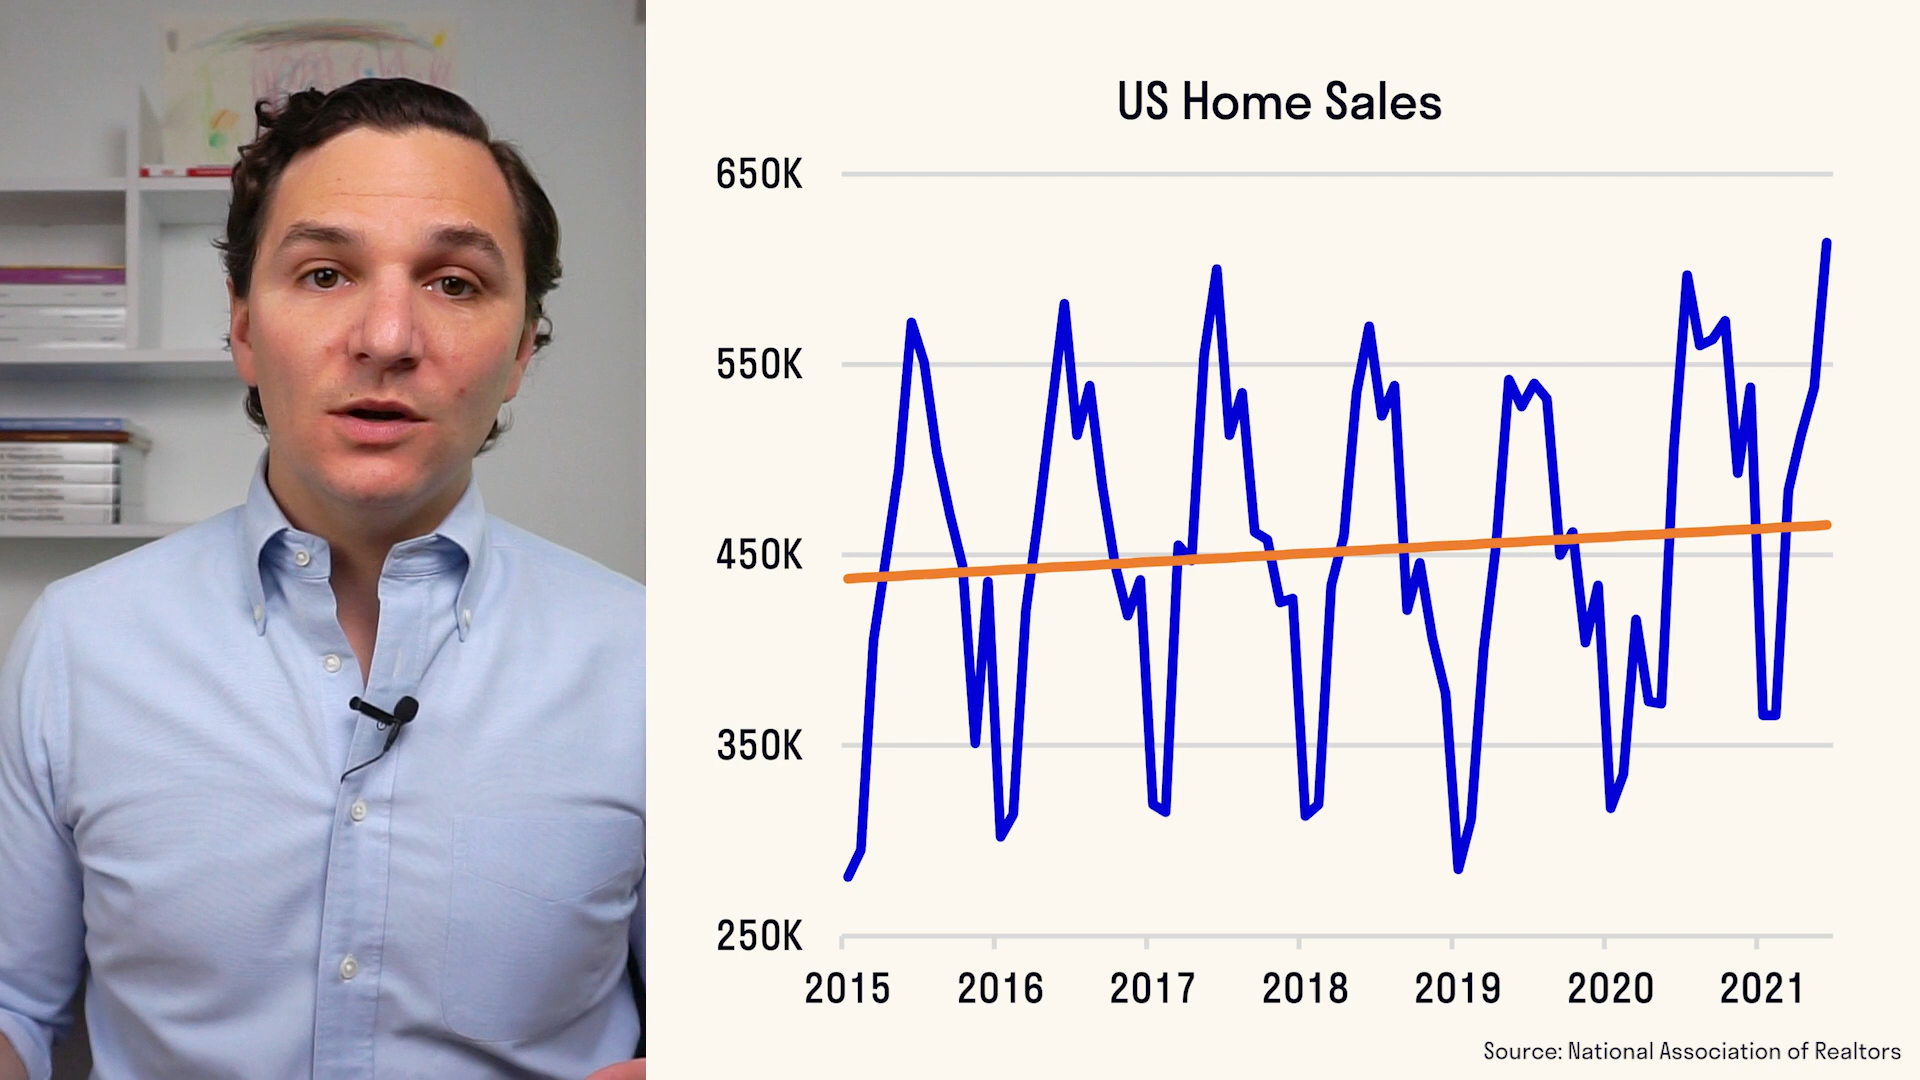 US Home Sales
650K
550K
450K
350K
250K
2015 2016 2017 2018 2019 2020 2021
Source: National Association of Realtors